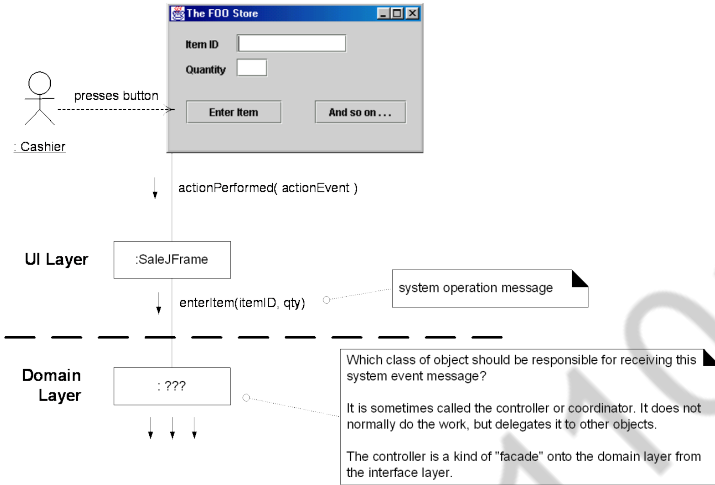 The FOO Store
Item ID
Quantity
Enter Item
And so on . . .
presses button
: Cashier
actionPerformed( actionEvent )
UI Layer
:SaleJFrame
enterItem(itemID, qty)
system operation message
Domain
Layer
: ???
Which class of object should be responsible for receiving this
system event message?
It is sometimes called the controller or coordinator. It does not
normally do the work, but delegates it to other objects.
The controller is a kind of "facade" onto the domain layer from
the interface layer.
110